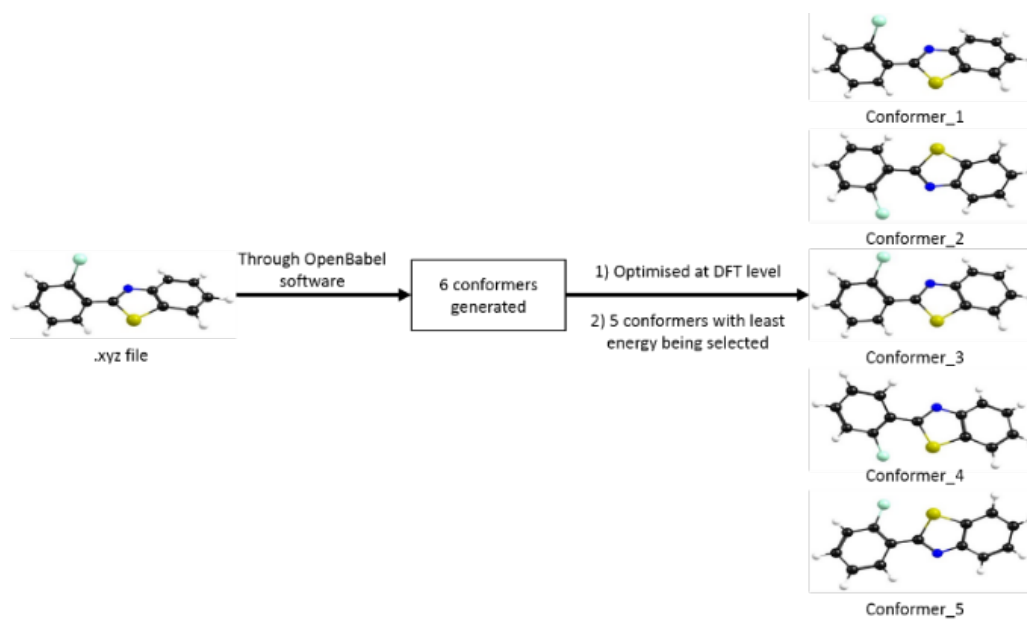 .xyz file
Through OpenBabel
software
6 conformers
generated
1) Optimised at DFT level
2) 5 conformers with least
energy being selected
Conformer_1
Conformer_2
Conformer_3
Conformer_4
Conformer_5